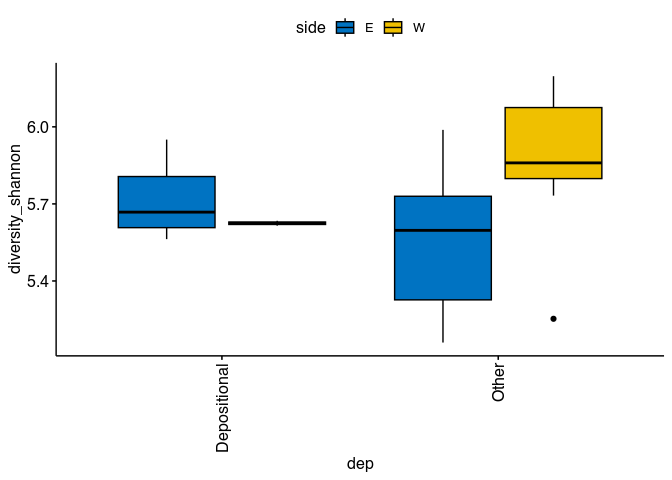 side E W
diversity_shannon
6.0
5.7
5.4
Depositional
Other
dep